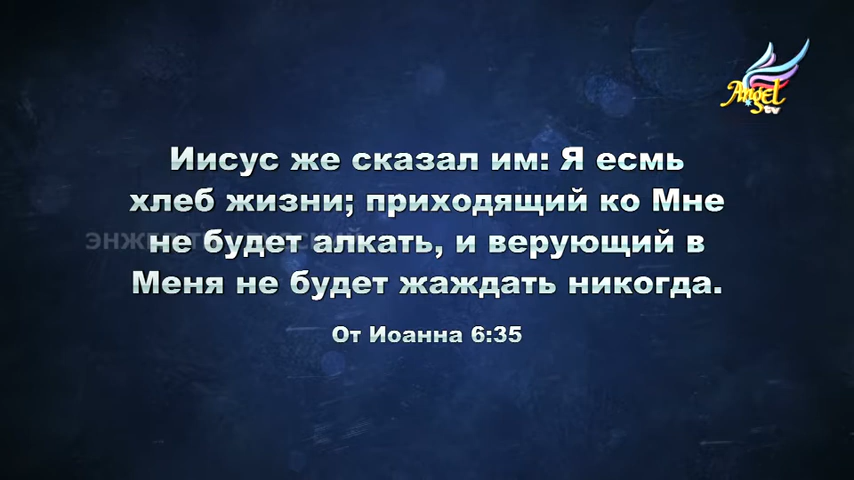 Angel
tv
Иисус же сказал им: Я есмь
хлеб жизни; приходящий ко Мне
не будет алкать, и верующий в
Меня не будет жаждать никогда.
От Иоанна 6:35